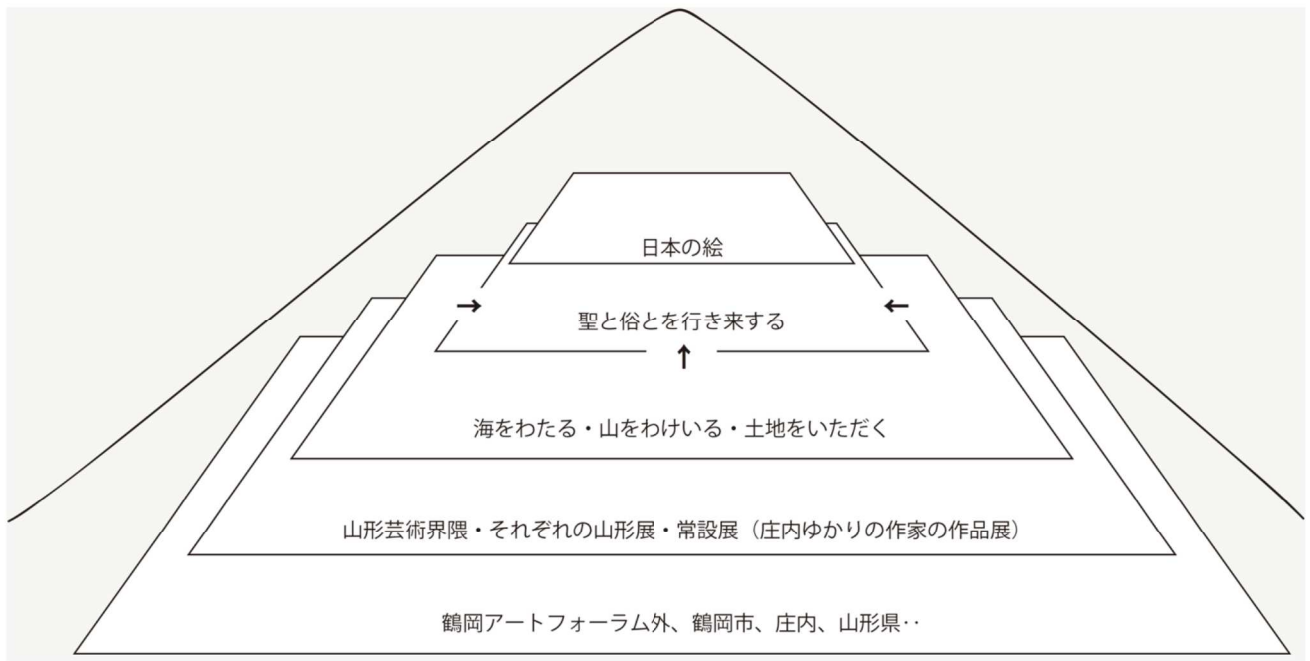 日本の絵
聖と俗とを行き来する
海をわたる・山をわけいる・土地をいただく
山形芸術界隈・それぞれの山形展・常設展（庄内ゆかりの作家の作品展）
鶴岡アートフォーラム外、鶴岡市、庄内、山形県‥